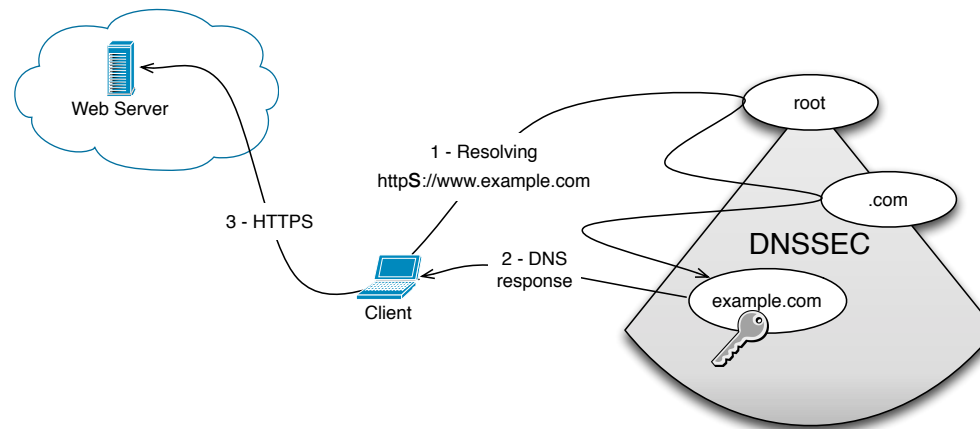 Web Server
root
1 - Resolving
httpS://www.example.com
.com
3 - HTTPS
DNSSEC
2 - DNS
response
example.com
Client